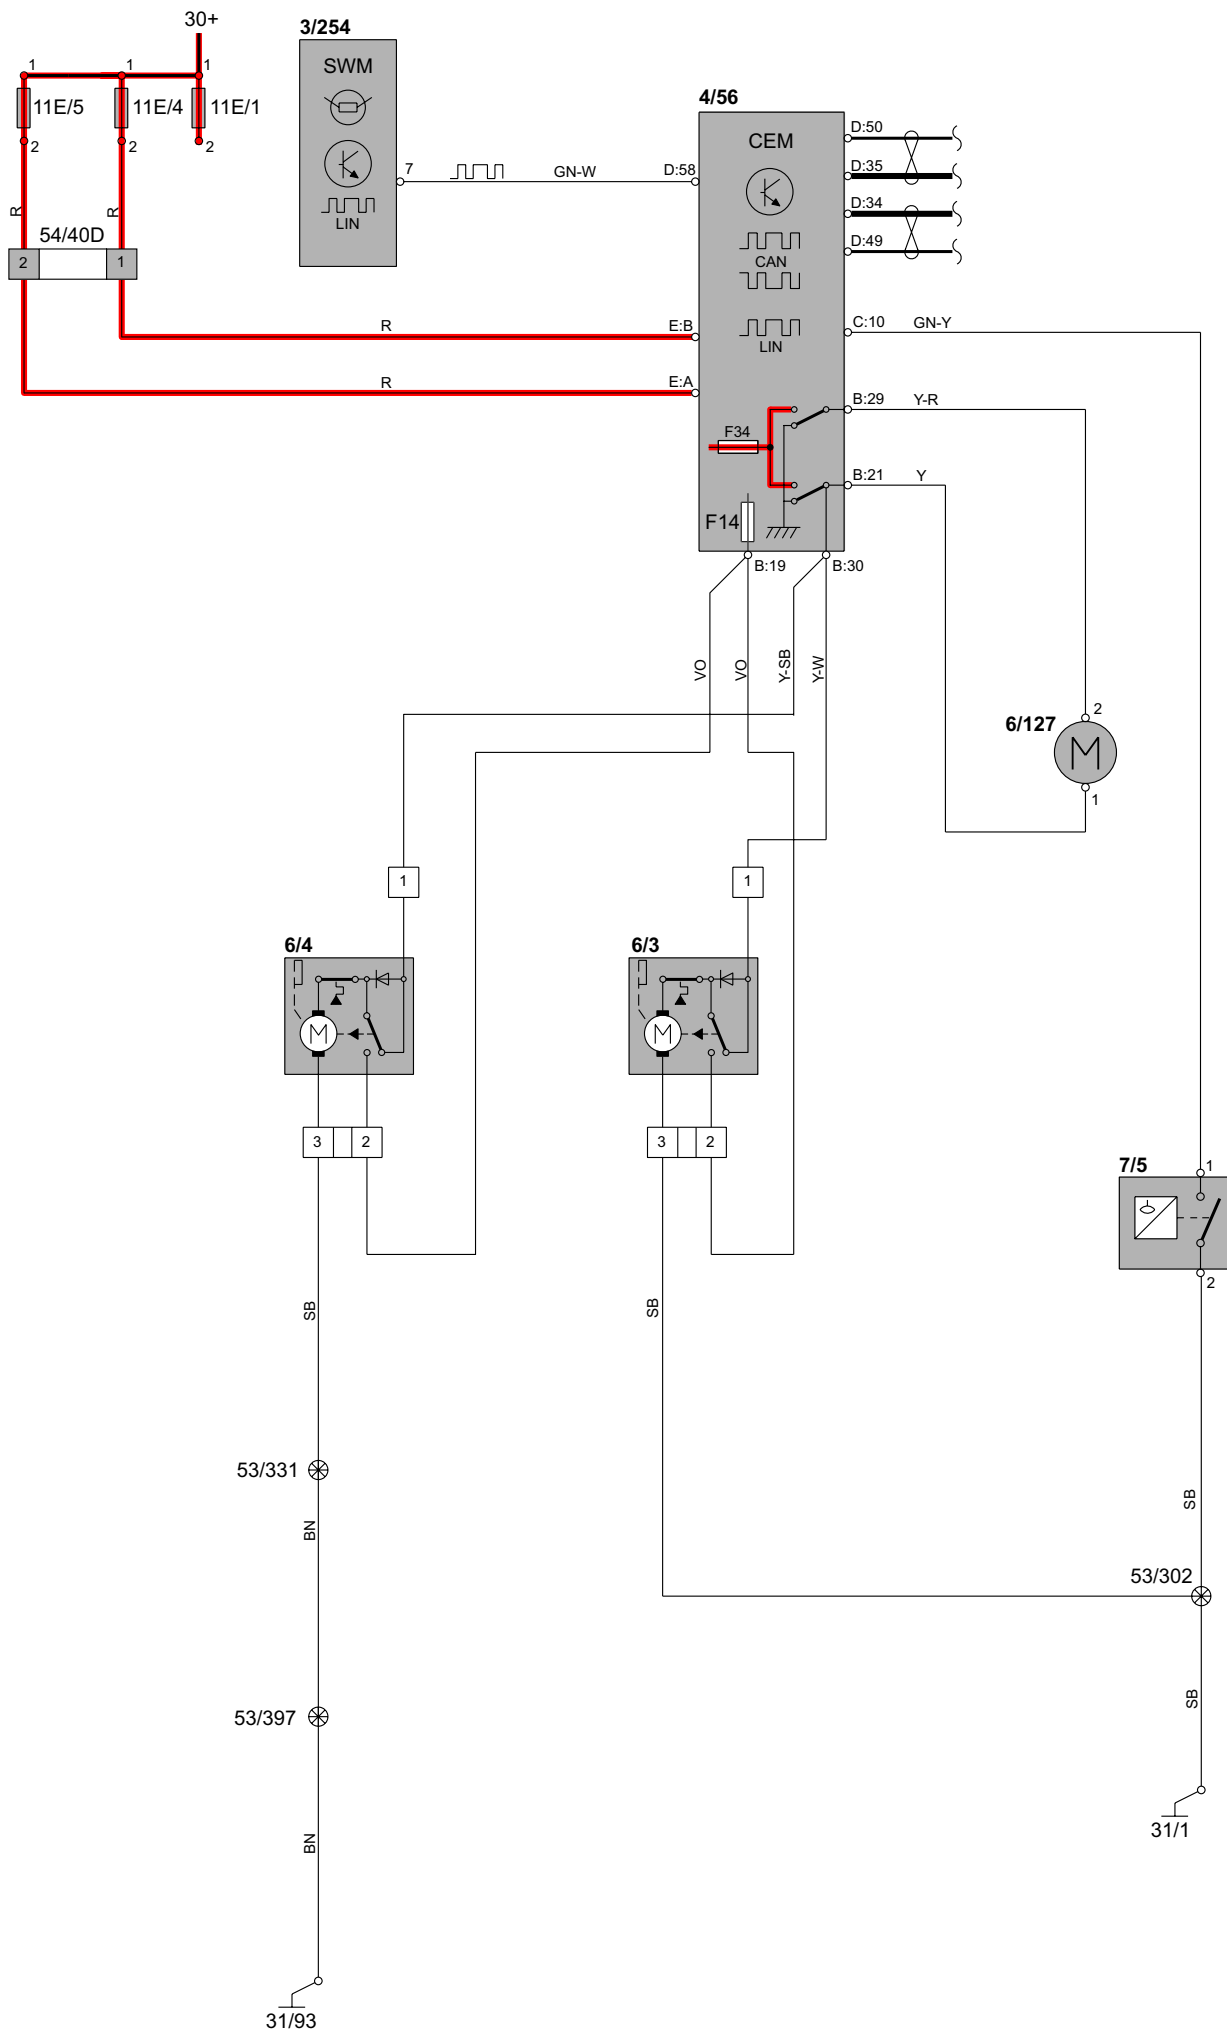 30+
3/254
1
1
1
SWM
11E/5
11E/4
11E/1
4/56
D:50
2
2
2
CEM
7
GN-W
D:58
D:35
R
R
LIN
D:34
54/40D
D:49
2
1
CAN
R
E:B
C:10
GN-Y
LIN
R
E:A
B:29
Y-R
F34
B:21
Y
F14
B:19
B:30
VO
VO
Y-SB
Y-W
2
6/127
M
1
1
1
6/4
6/3
M
M
3
2
3
2
7/5
1
2
SB
SB
53/331
SB
BN
53/302
53/397
SB
31/1
BN
31/93